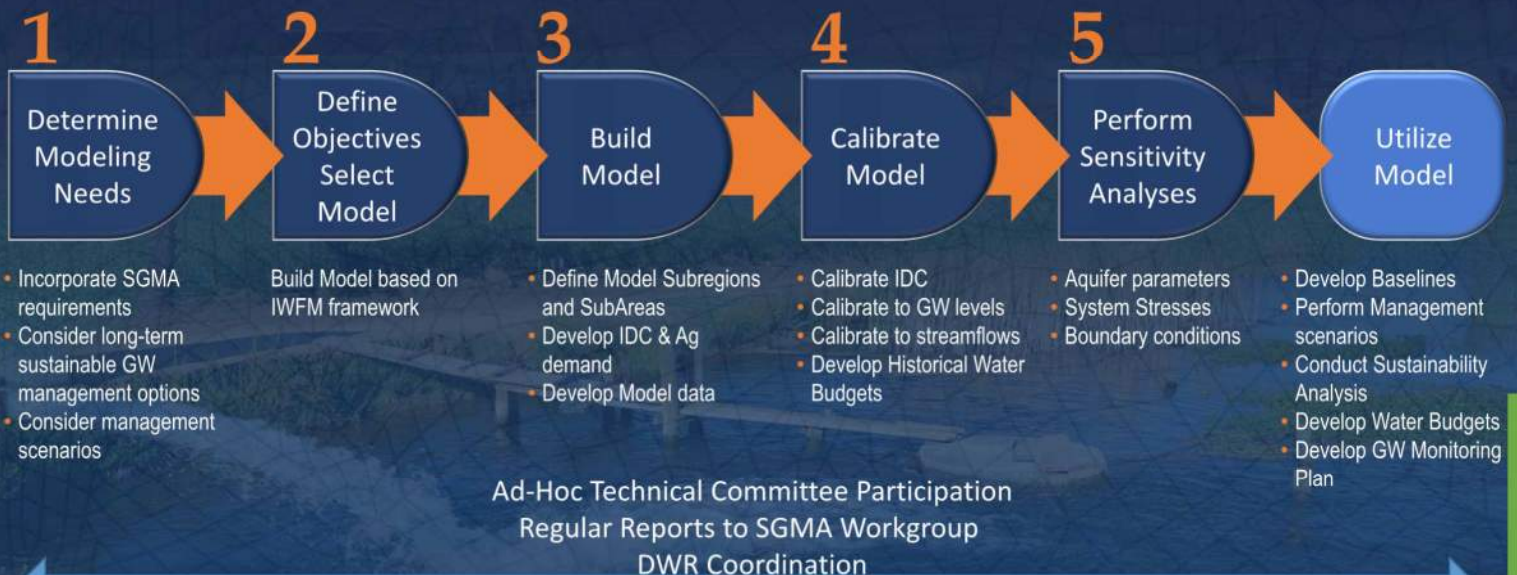 1
Determine
Modeling
Needs
• Incorporate SGMA
requirements
• Consider long-term
sustainable GW
management options
• Consider management
scenarios
2
Define
Objectives
Select
Model
Build Model based on
IWFM framework
3
Build
Model
• Define Model Subregions
and SubAreas
• Develop IDC & Ag
demand
• Develop Model data
4
Calibrate
Model
• Calibrate IDC
• Calibrate to GW levels
• Calibrate to streamflows
• Develop Historical Water
Budgets
5
Perform
Sensitivity
Analyses
• Aquifer parameters
• System Stresses
• Boundary conditions
Utilize
Model
• Develop Baselines
• Perform Management
scenarios
• Conduct Sustainability
Analysis
• Develop Water Budgets
• Develop GW Monitoring
Plan
Ad-Hoc Technical Committee Participation
Regular Reports to SGMA Workgroup
DWR Coordination